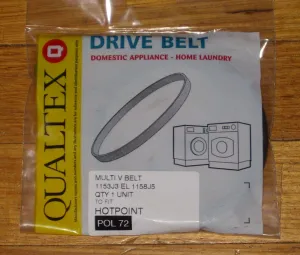 DRIVE BELT
DOMESTIC APPLIANCE - HOME LAUNDRY
QUALTEX
MULTI V BELT
1153J3 EL 1158J5
QTY 1 UNIT
TO FIT
HOTPOINT
POL 72